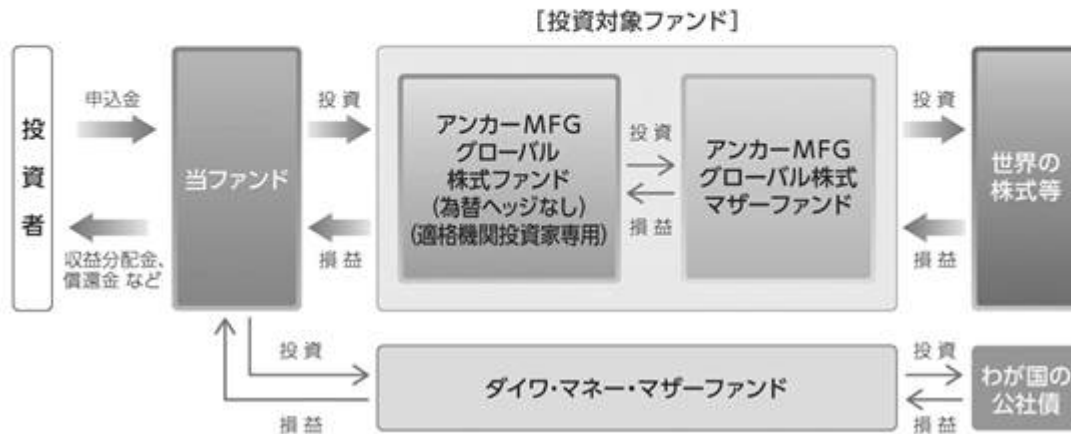 [投資対象ファンド]
投資者
申込金
収益分配金、
償還金 など
当ファンド
投資
損益
アンカーMFG
グローバル
株式ファンド
(為替ヘッジなし)
(適格機関投資家専用)
投資
損益
アンカーMFG
グローバル株式
マザーファンド
投資
損益
世界の
株式等
投資
損益
ダイワ・マネー・マザーファンド
投資
損益
わが国の
公社債